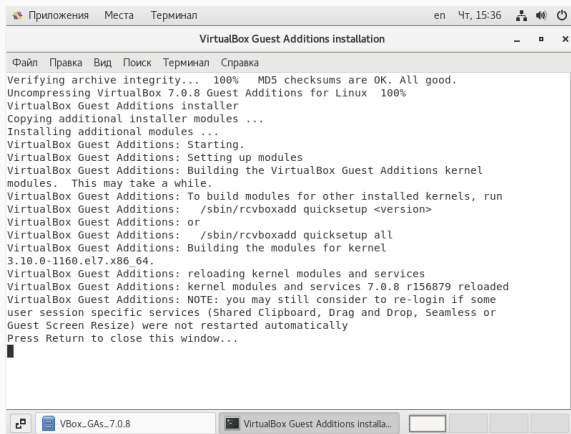 Приложения Места Терминал en Чт, 15:36
VirtualBox Guest Additions installation
Файл Правка Вид Поиск Терминал Справка
Verifying archive integrity... 100% MD5 checksums are OK. All good.
Uncompressing VirtualBox 7.0.8 Guest Additions for Linux 100%
VirtualBox Guest Additions installer
Copying additional installer modules ...
Installing additional modules ...
VirtualBox Guest Additions: Starting.
VirtualBox Guest Additions: Setting up modules
VirtualBox Guest Additions: Building the VirtualBox Guest Additions kernel
modules. This may take a while.
VirtualBox Guest Additions: To build modules for other installed kernels, run
VirtualBox Guest Additions: /sbin/rcvboxadd quicksetup <version>
VirtualBox Guest Additions: or
VirtualBox Guest Additions: /sbin/rcvboxadd quicksetup all
VirtualBox Guest Additions: Building the modules for kernel
3.10.0-1160.el7.x86_64.
VirtualBox Guest Additions: reloading kernel modules and services
VirtualBox Guest Additions: kernel modules and services 7.0.8 r156879 reloaded
VirtualBox Guest Additions: NOTE: you may still consider to re-login if some
user session specific services (Shared Clipboard, Drag and Drop, Seamless or
Guest Screen Resize) were not restarted automatically
Press Return to close this window...
VBox_GAs_7.0.8 VirtualBox Guest Additions installa...